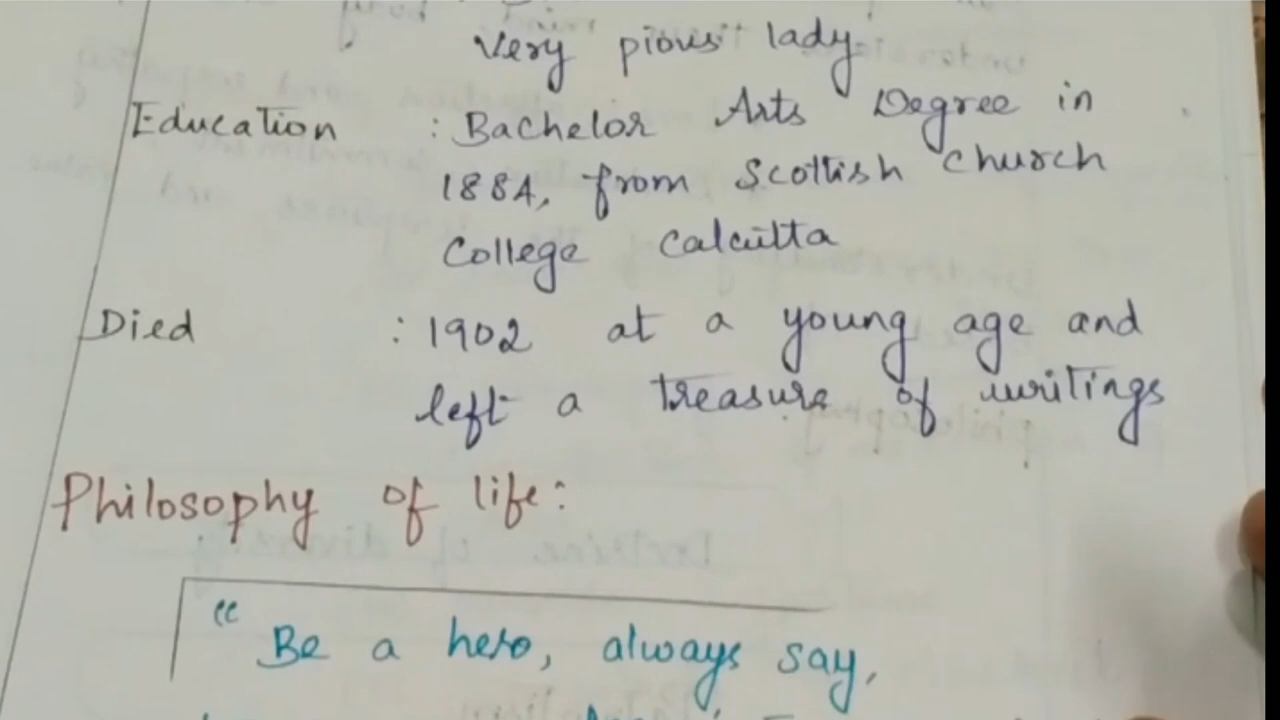 very pious lady
Education : Bachelor Arts Degree in
1884, from Scottish church
College Calcutta
Died : 1902 at a young age and
left a treasure of writings
Philosophy of life:
“ Be a hero, always say,